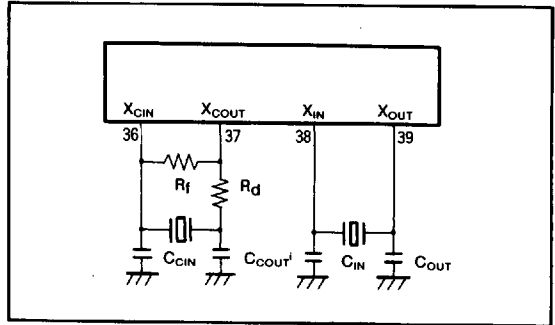 XCIN XCOUT XIN XOUT
36 37 38 39
Rf Rd
CCIN CCOUT CIN COUT